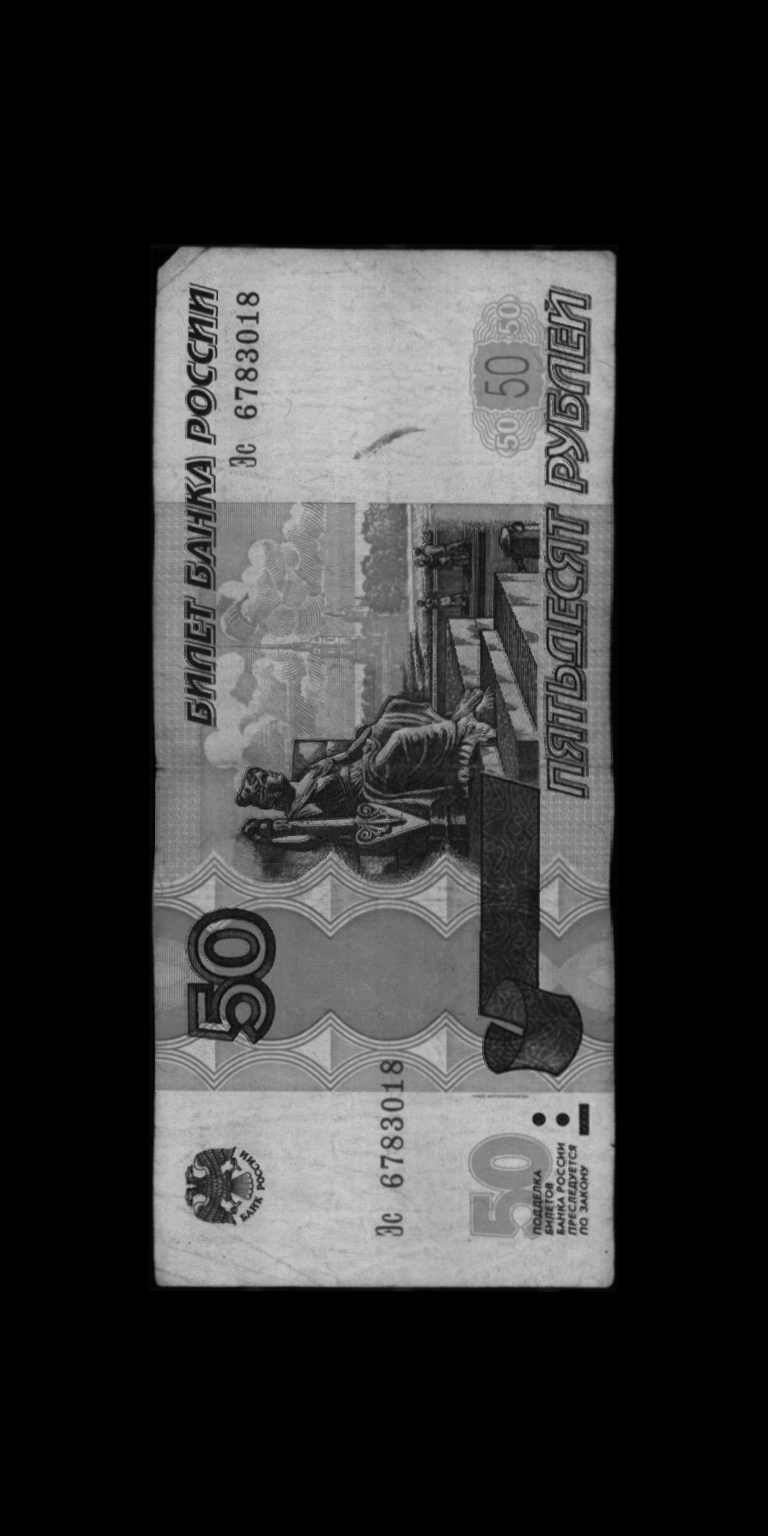 БИЛЕТ БАНКА РОССИИ
Эс 6783018
50
50
50
ПЯТЬДЕСЯТ РУБЛЕЙ
50
БАНК РОССИИ
Эс 6783018
50
ПОДДЕЛКА
БИЛЕТОВ
БАНКА РОССИИ
ПРЕСЛЕДУЕТСЯ
ПО ЗАКОНУ